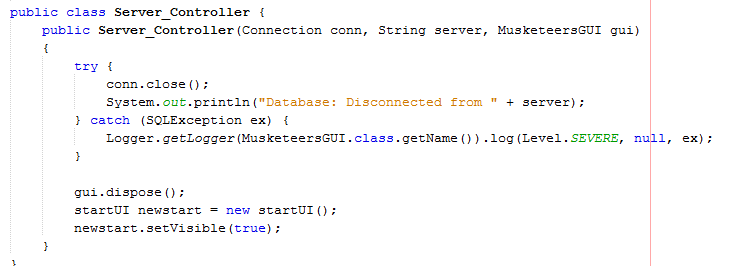 public class Server_Controller {
    public Server_Controller(Connection conn, String server, MusketeersGUI gui)
    {
        try {
            conn.close();
            System.out.println("Database: Disconnected from " + server);
        } catch (SQLException ex) {
            Logger.getLogger(MusketeersGUI.class.getName()).log(Level.SEVERE, null, ex);
        }

        gui.dispose();
        startUI newstart = new startUI();
        newstart.setVisible(true);
    }
}